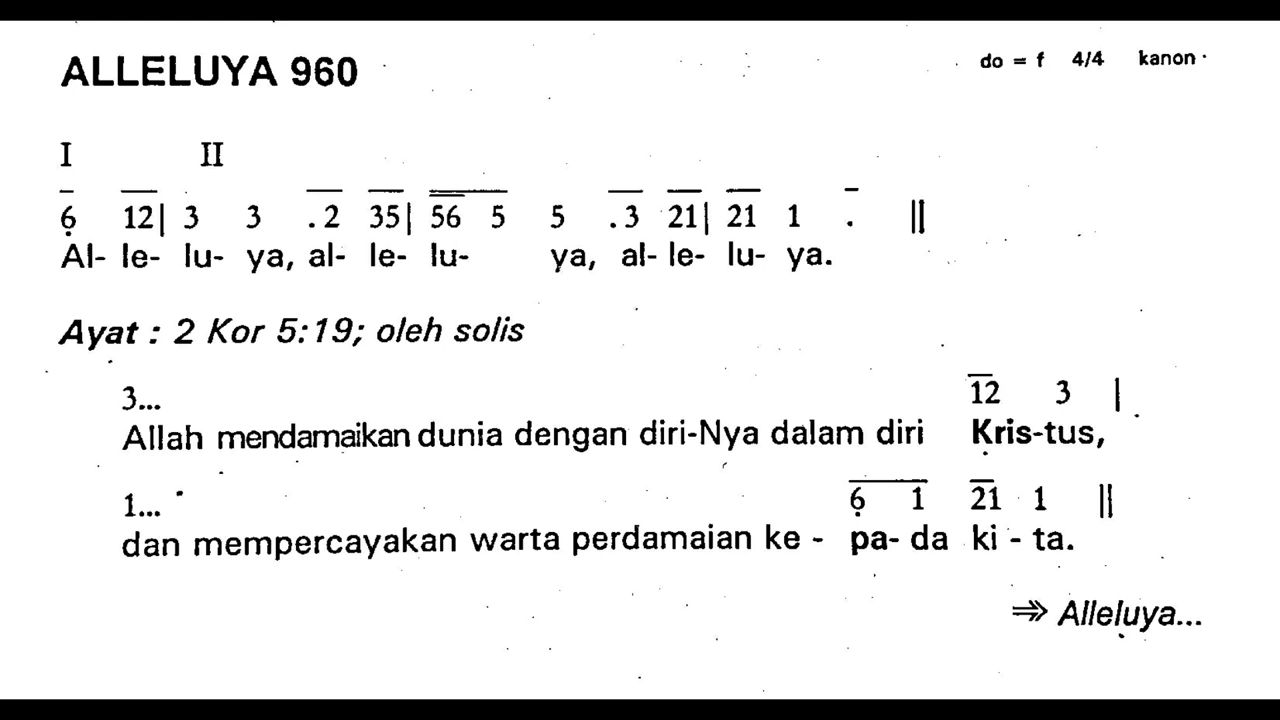 ALLELUYA 960
do = f 4/4 kanon
I II
6̣ 12| 3 3 .2 35| 56 5 5 .3 21| 21 1 . ||
Al- le- lu- ya, al- le- lu- ya, al- le- lu- ya.
Ayat : 2 Kor 5:19; oleh solis
3... 12 3 |
Allah mendamaikan dunia dengan diri-Nya dalam diri Kris-tus,
1... 6̣ 1 21 1 ||
dan mempercayakan warta perdamaian ke - pa- da ki - ta.
⇒ Alleluya...